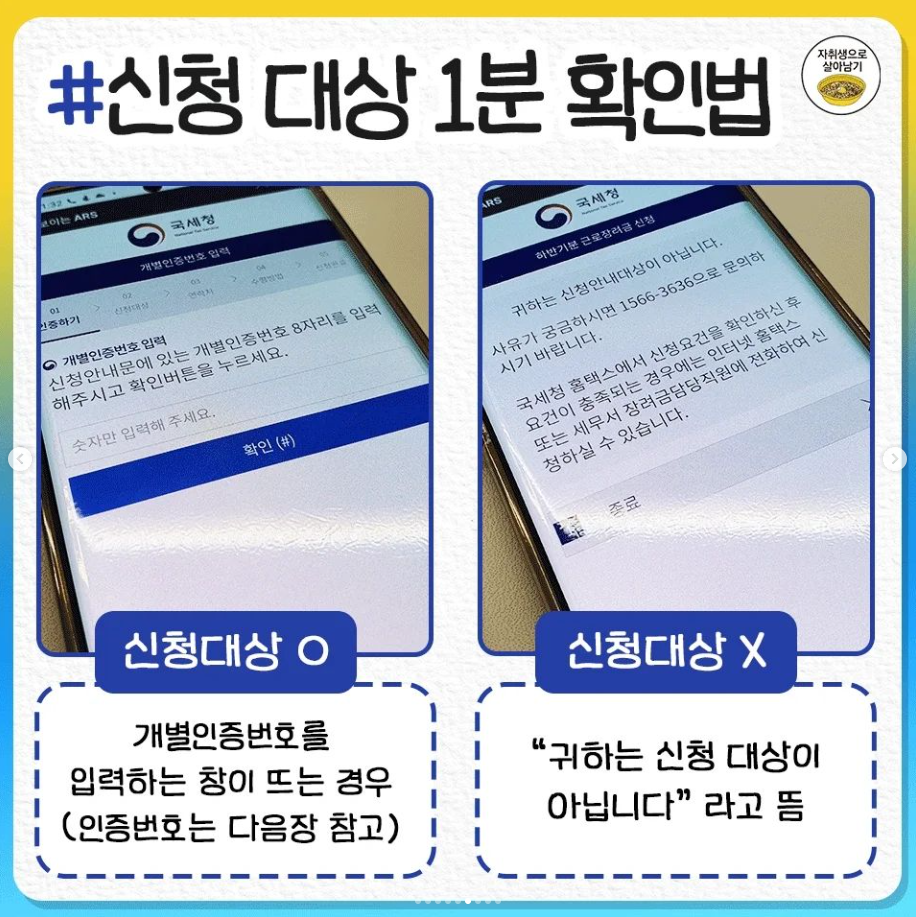 #신청 대상 1분 확인법
자취생으로
살아남기
보이는 ARS
국세청
National Tax Service
개별인증번호 입력
01
02
03
04
05
인증하기
신청대상
연락처
수령방법
신청완료
개별인증번호입력
신청안내문에 있는 개별인증번호 8자리를 입력
해주시고 확인버튼을 누르세요.
숫자만 입력해 주세요.
확인 (#)
신청대상 O
개별인증번호를
입력하는 창이 뜨는 경우
(인증번호는 다음장 참고)
ARS
국세청
National Tax Service
하반기분 근로장려금 신청
귀하는 신청안내대상이 아닙니다.
사유가 궁금하시면 1566-3636으로 문의하
시기 바랍니다.
국세청 홈택스에서 신청요건을 확인하신 후
요건이 충족되는 경우에는 인터넷 홈택스
또는 세무서 장려금담당직원에 전화하여 신
청하실 수 있습니다.
종료
신청대상 X
“귀하는 신청 대상이
아닙니다” 라고 뜸